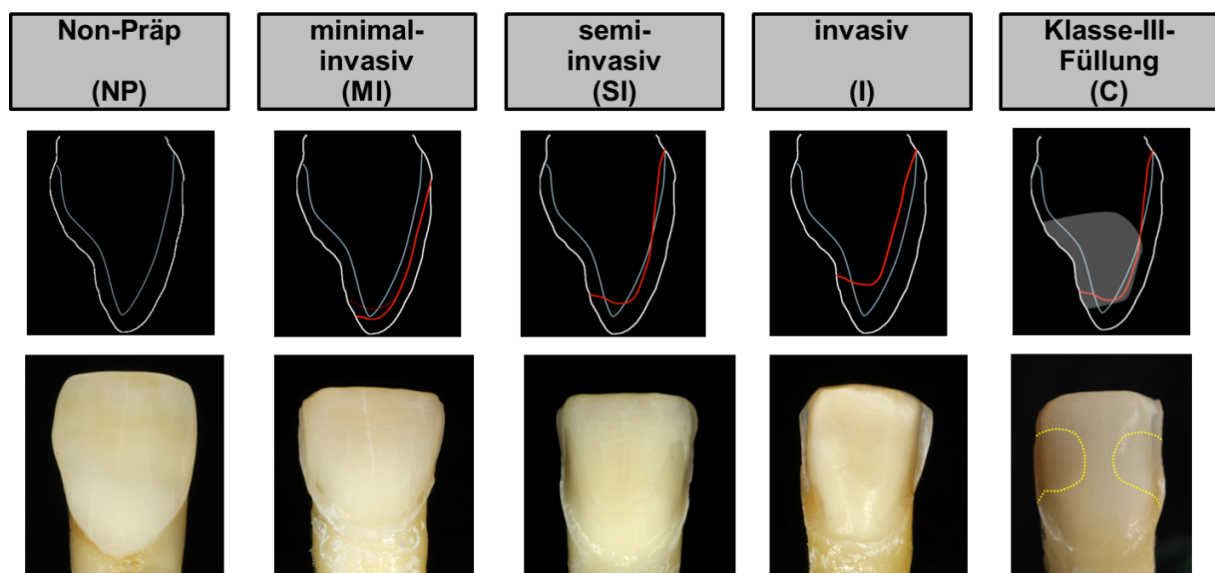 Non-Präp
(NP)
minimal-
invasiv
(MI)
semi-
invasiv
(SI)
invasiv
(I)
Klasse-III-
Füllung
(C)